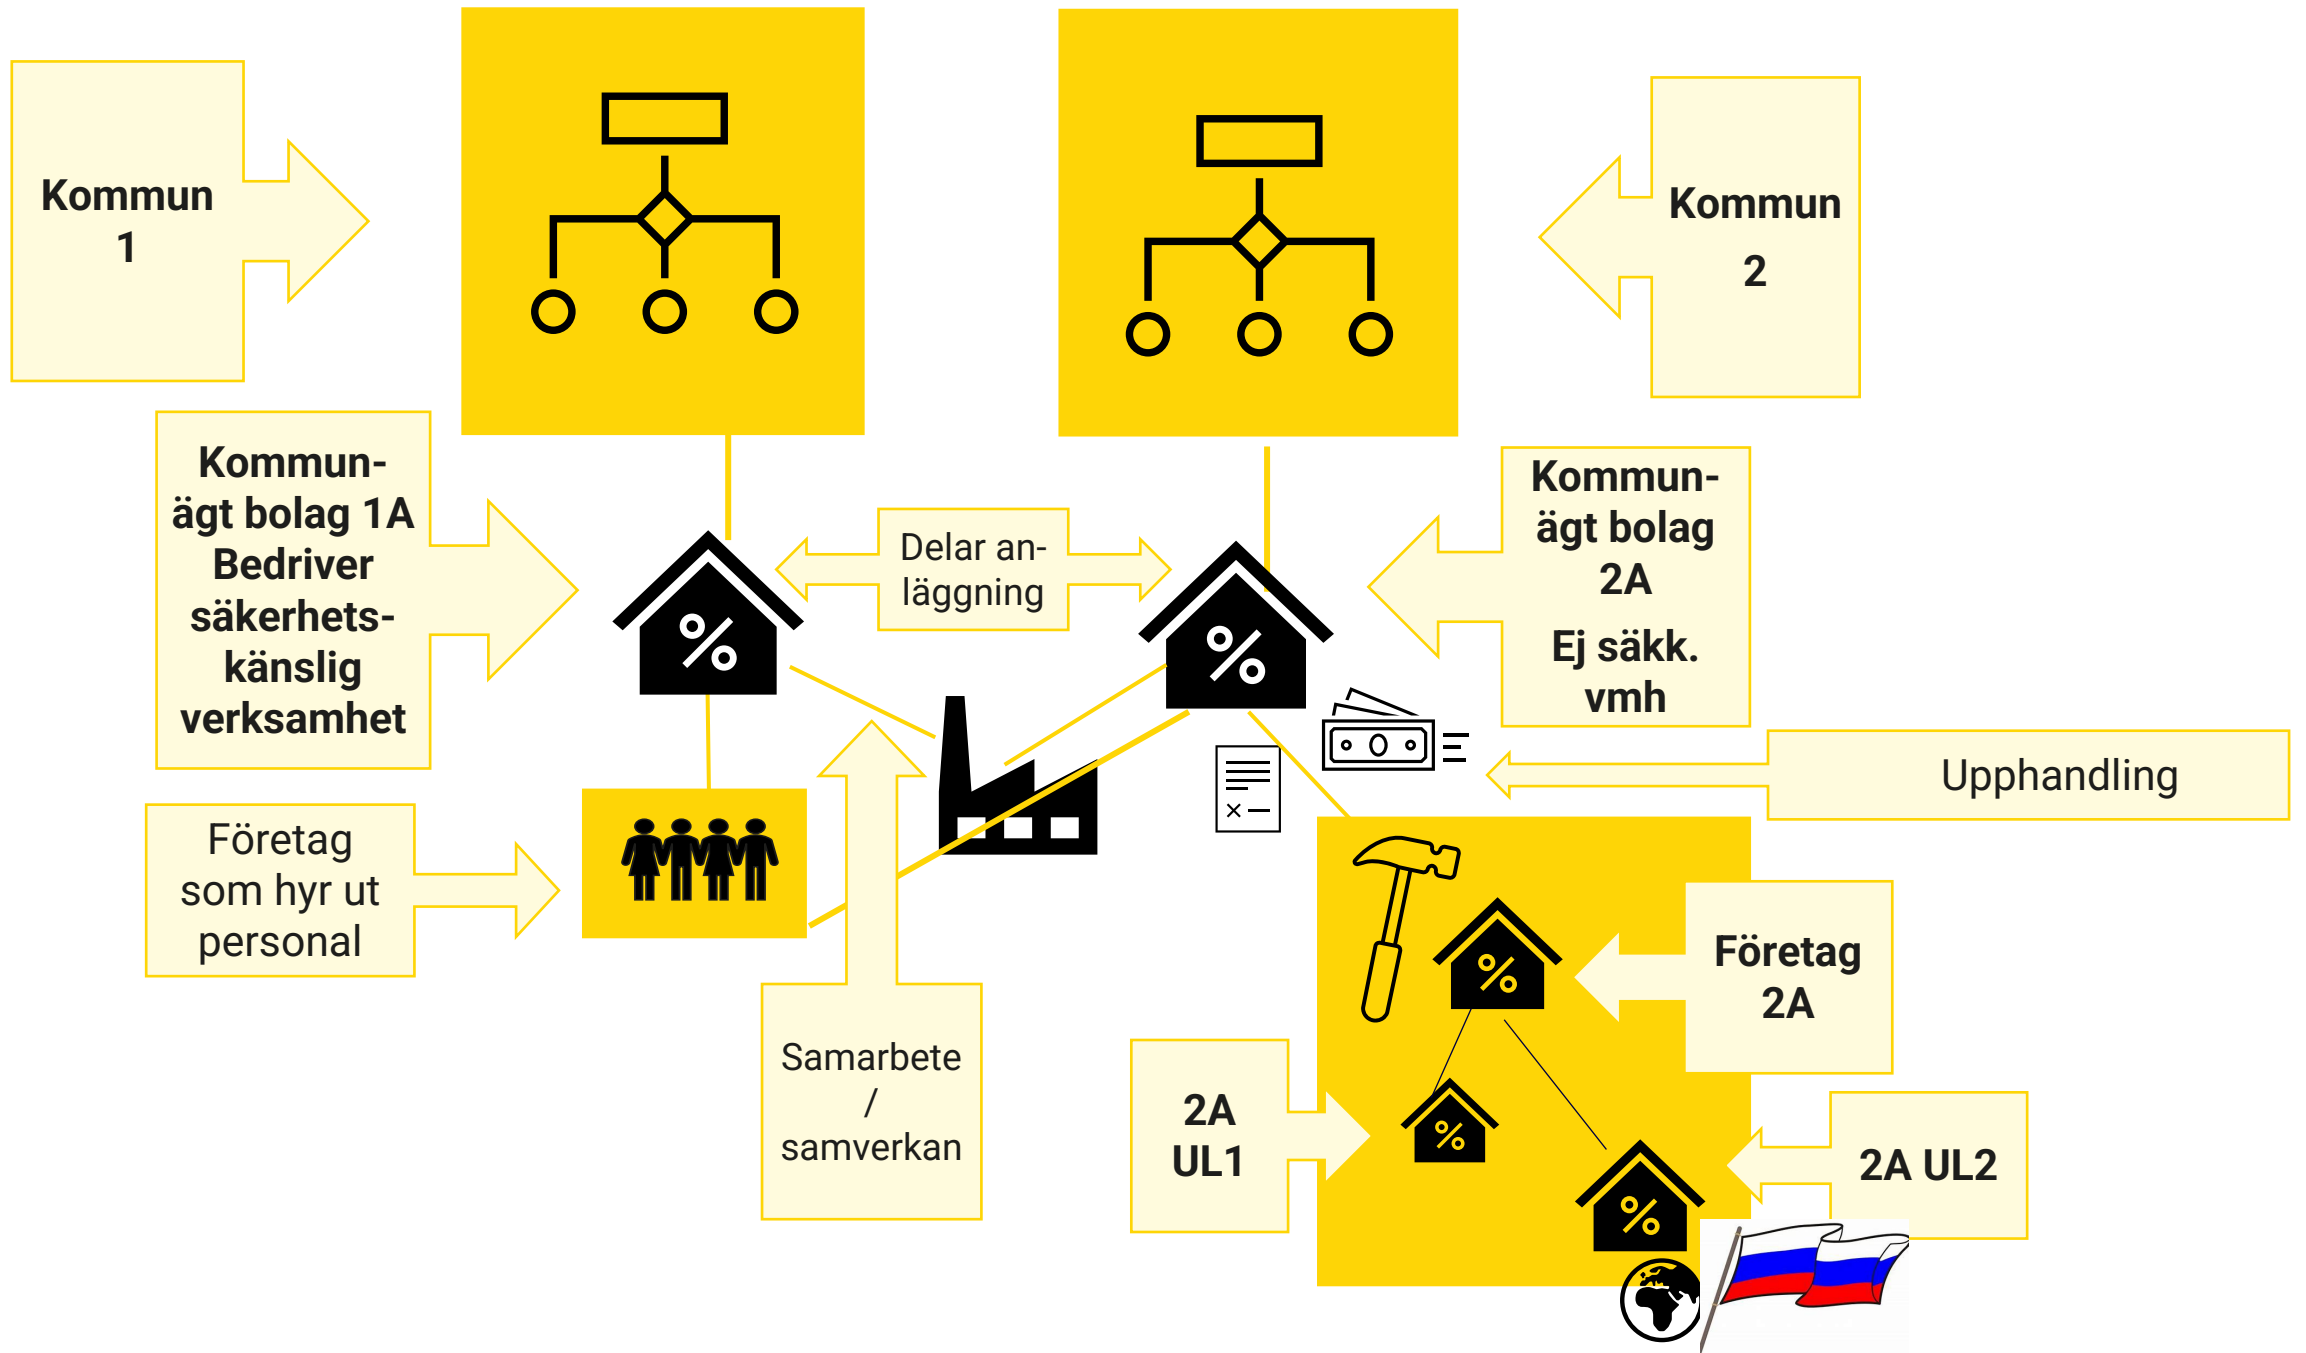 Kommun
1
Kommun
2
Kommun-
ägt bolag 1A
Bedriver
säkerhets-
känslig
verksamhet
Delar an-
läggning
Kommun-
ägt bolag
2A
Ej säkk.
vmh
Upphandling
Företag
som hyr ut
personal
Företag
2A
Samarbete
/
samverkan
2A
UL1
2A UL2